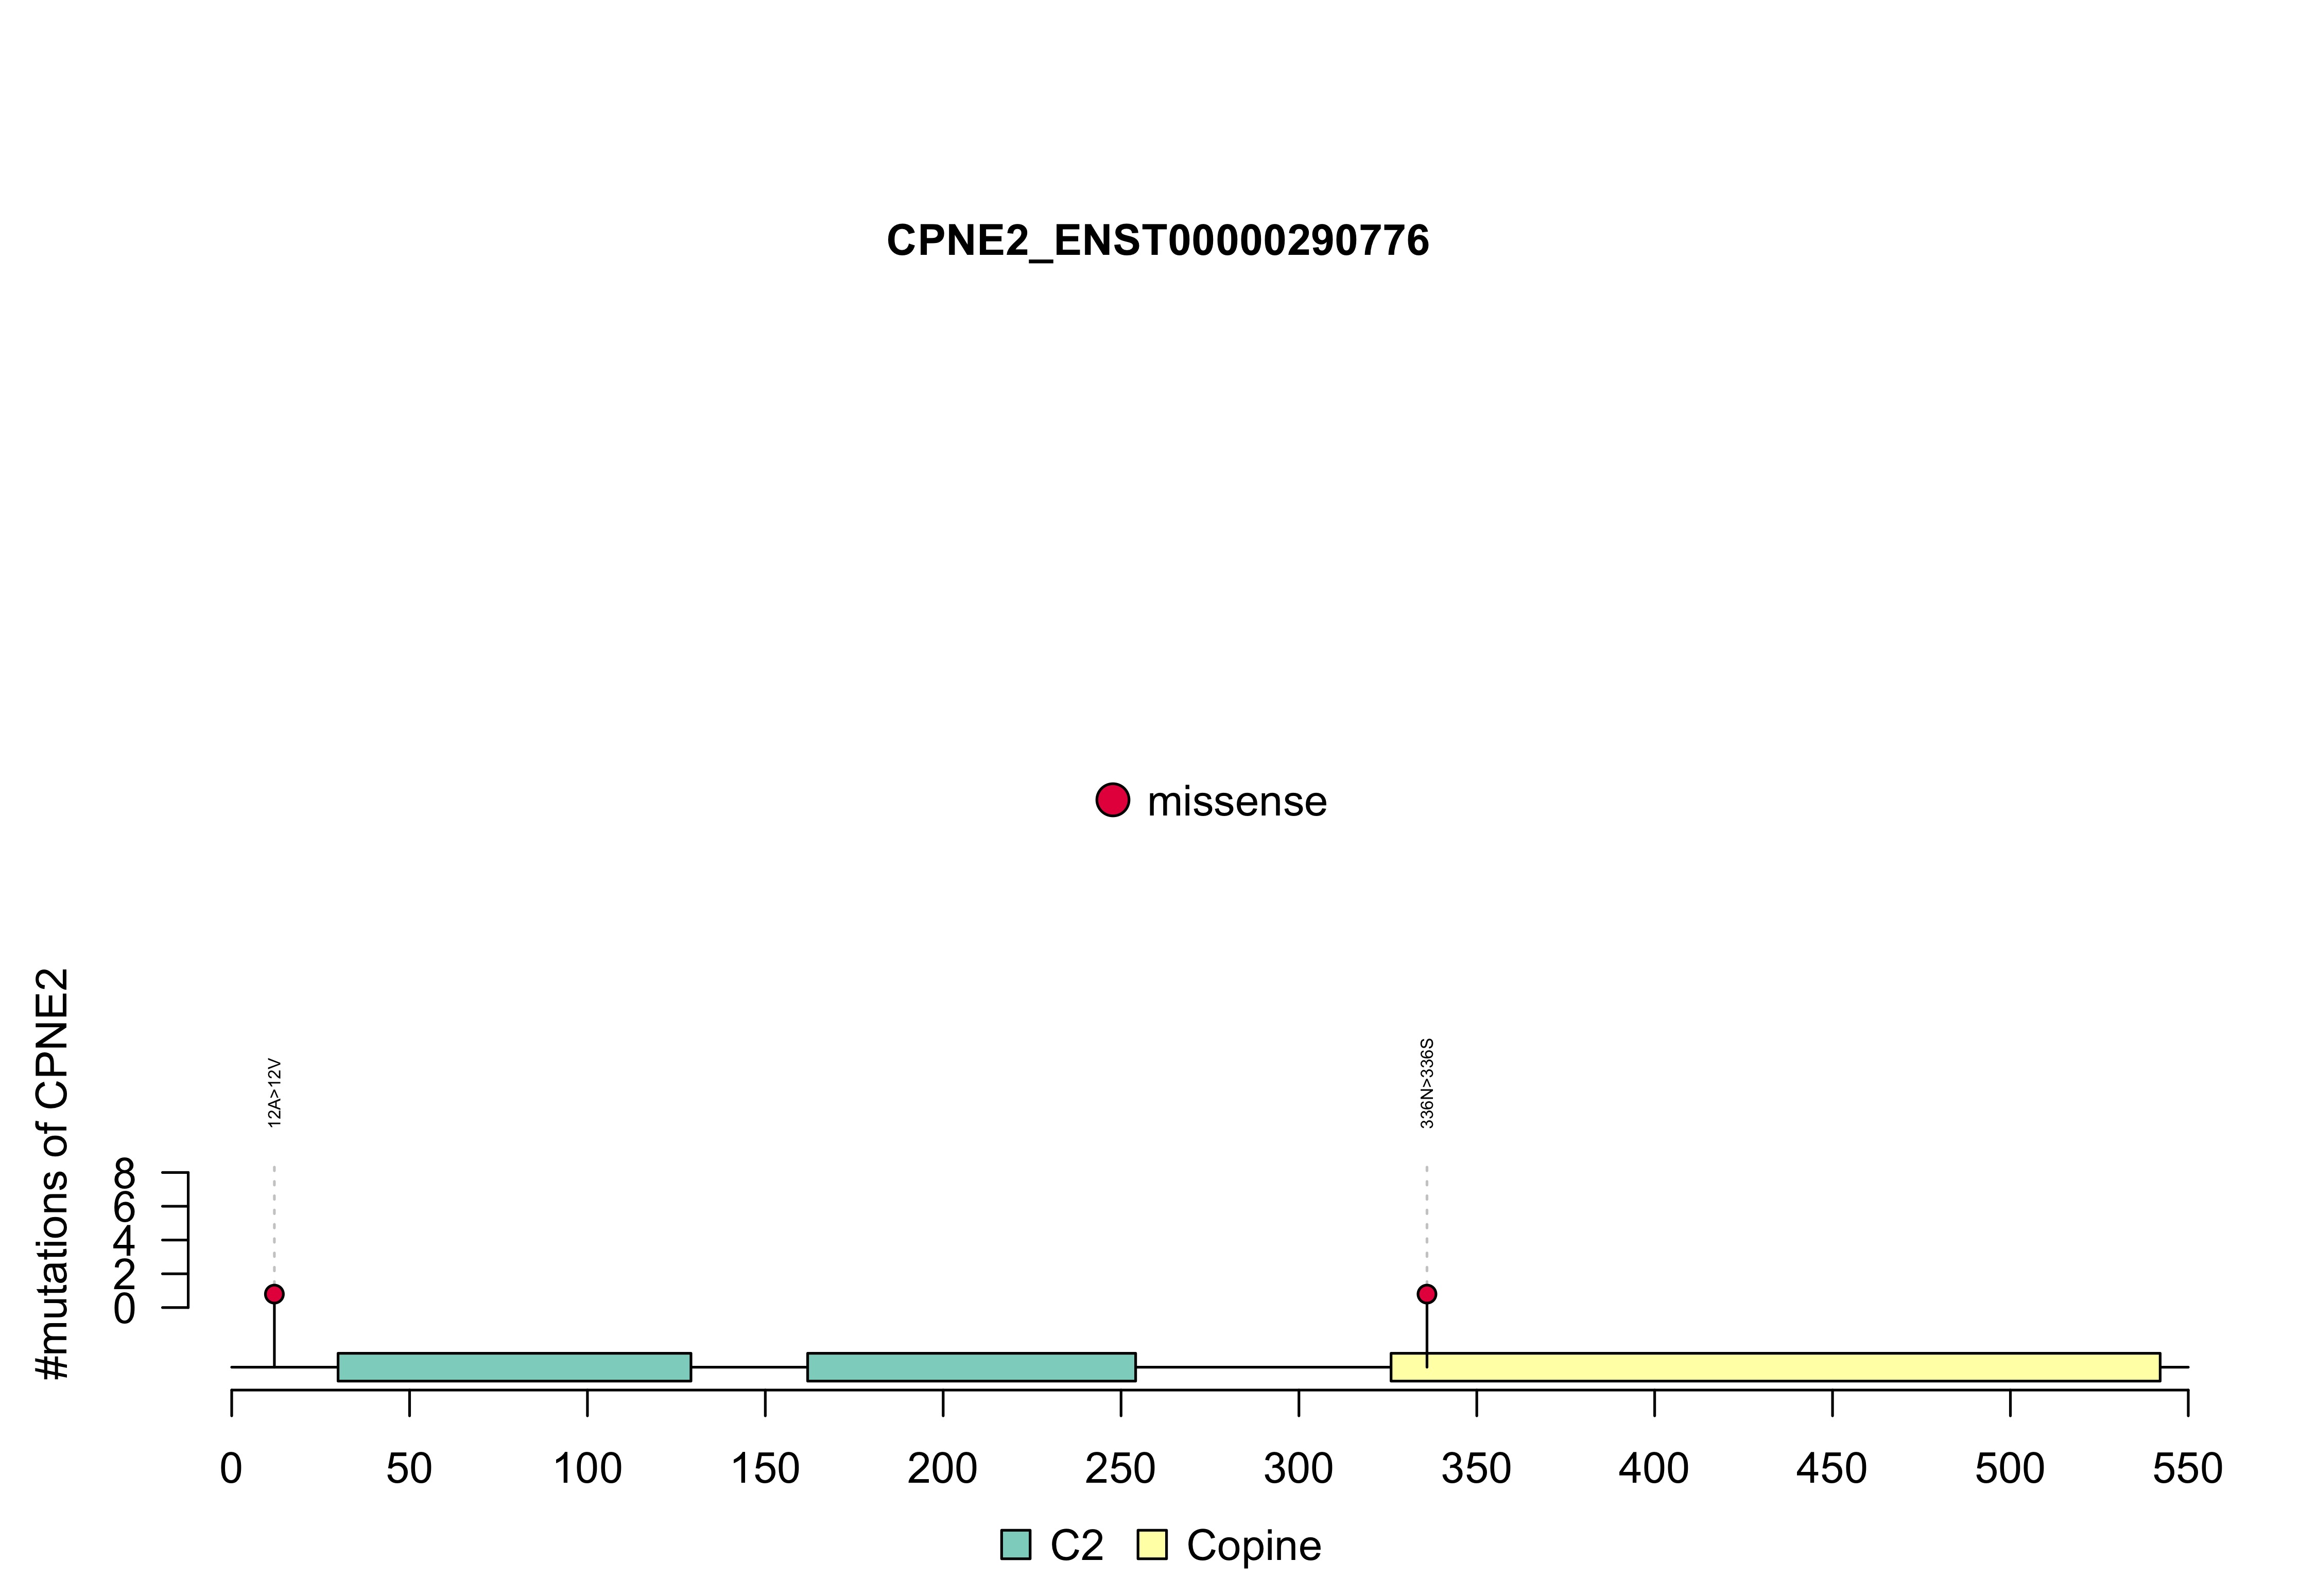 CPNE2_ENST00000290776
missense
#mutations of CPNE2
12A>12V
336N>336S
8
6
4
2
0
0 50 100 150 200 250 300 350 400 450 500 550
C2 Copine